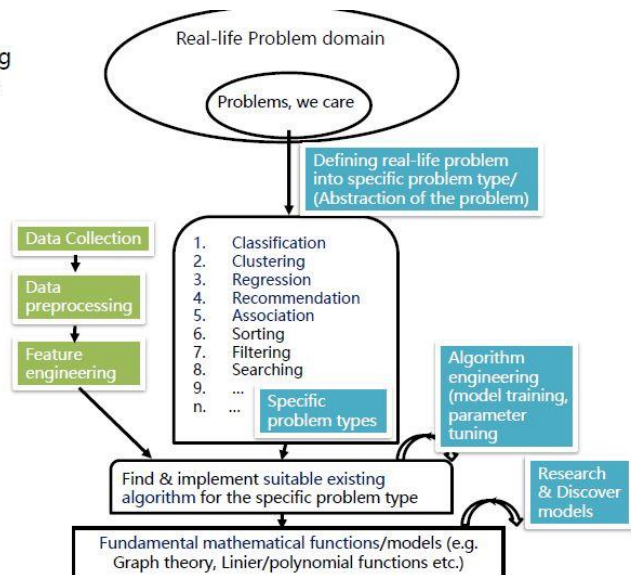 g
Real-life Problem domain
Problems, we care
Defining real-life problem
into specific problem type/
(Abstraction of the problem)
Data Collection
Data
preprocessing
Feature
engineering
1. Classification
2. Clustering
3. Regression
4. Recommendation
5. Association
6. Sorting
7. Filtering
8. Searching
9. ...
n. ...
Specific
problem types
Algorithm
engineering
(model training,
parameter
tuning
Find & implement suitable existing
algorithm for the specific problem type
Research
& Discover
models
Fundamental mathematical functions/models (e.g.
Graph theory, Linier/polynomial functions etc.)